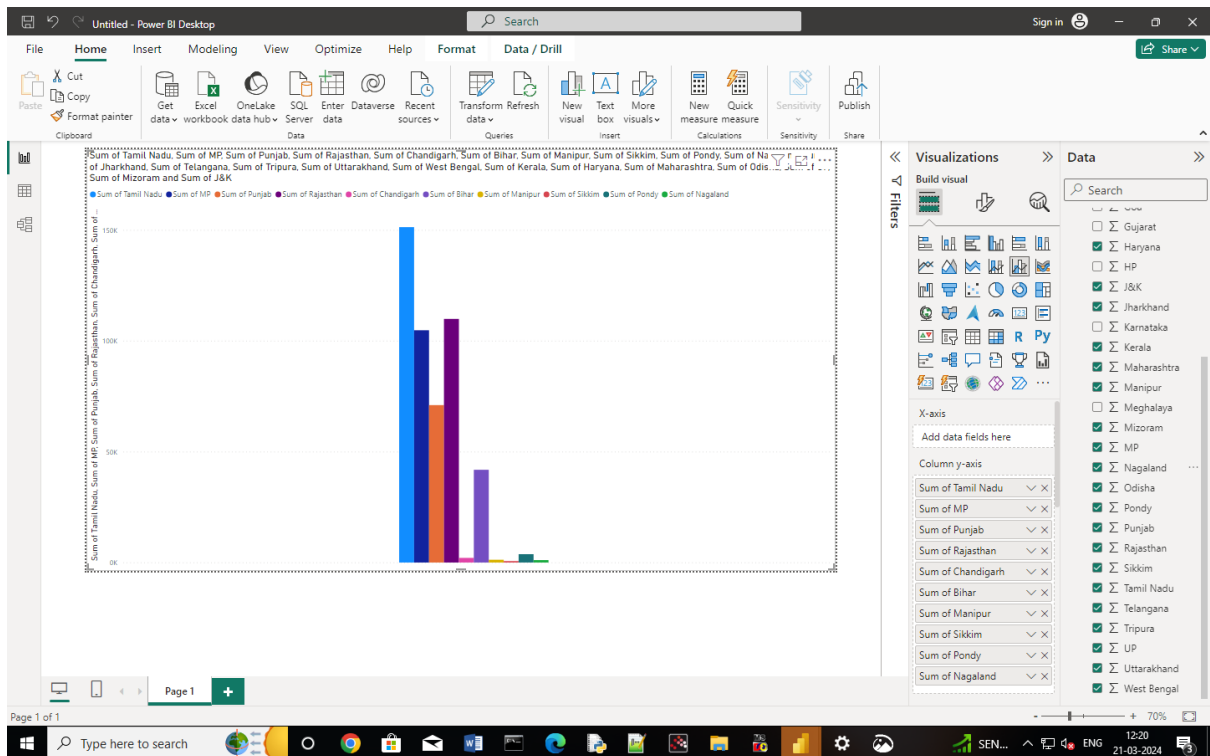 Untitled - Power BI Desktop
Search
Sign in
File Home Insert Modeling View Optimize Help Format Data / Drill
Share
Paste
Cut
Copy
Format painter
Get data
Excel workbook
OneLake data hub
SQL Server
Enter data
Dataverse
Recent sources
Transform data
Refresh
New visual
Text box
More visuals
New measure
Quick measure
Sensitivity
Publish
Clipboard
Data
Queries
Insert
Calculations
Sensitivity
Share
Sum of Tamil Nadu, Sum of MP, Sum of Punjab, Sum of Rajasthan, Sum of Chandigarh, Sum of Bihar, Sum of Manipur, Sum of Sikkim, Sum of Pondy, Sum of Na
of Jharkhand, Sum of Telangana, Sum of Tripura, Sum of Uttarakhand, Sum of West Bengal, Sum of Kerala, Sum of Haryana, Sum of Maharashtra, Sum of Odis
Sum of Mizoram and Sum of J&K
Sum of Tamil Nadu Sum of MP Sum of Punjab Sum of Rajasthan Sum of Chandigarh Sum of Bihar Sum of Manipur Sum of Sikkim Sum of Pondy Sum of Nagaland
Sum of Tamil Nadu, Sum of MP, Sum of Punjab, Sum of Rajasthan, Sum of Chandigarh, Sum of ...
150K
100K
50K
0K
Filters
Visualizations
Build visual
123
R Py
X-axis
Add data fields here
Column y-axis
Sum of Tamil Nadu
Sum of MP
Sum of Punjab
Sum of Rajasthan
Sum of Chandigarh
Sum of Bihar
Sum of Manipur
Sum of Sikkim
Sum of Pondy
Sum of Nagaland
Data
Search
Gujarat
Haryana
HP
J&K
Jharkhand
Karnataka
Kerala
Maharashtra
Manipur
Meghalaya
Mizoram
MP
Nagaland
Odisha
Pondy
Punjab
Rajasthan
Sikkim
Tamil Nadu
Telangana
Tripura
UP
Uttarakhand
West Bengal
Page 1
Page 1 of 1
70%
Type here to search
SEN...
ENG
12:20
21-03-2024
3